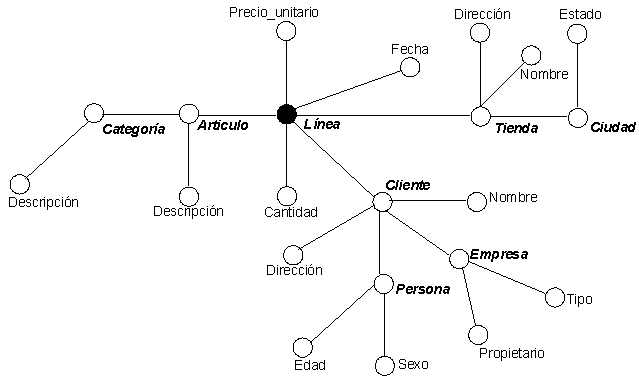 Precio_unitario
Dirección
Estado
Fecha
Nombre
Categoría
Articulo
Línea
Tienda
Ciudad
Descripción
Descripción
Cantidad
Cliente
Nombre
Dirección
Empresa
Persona
Tipo
Edad
Sexo
Propietario